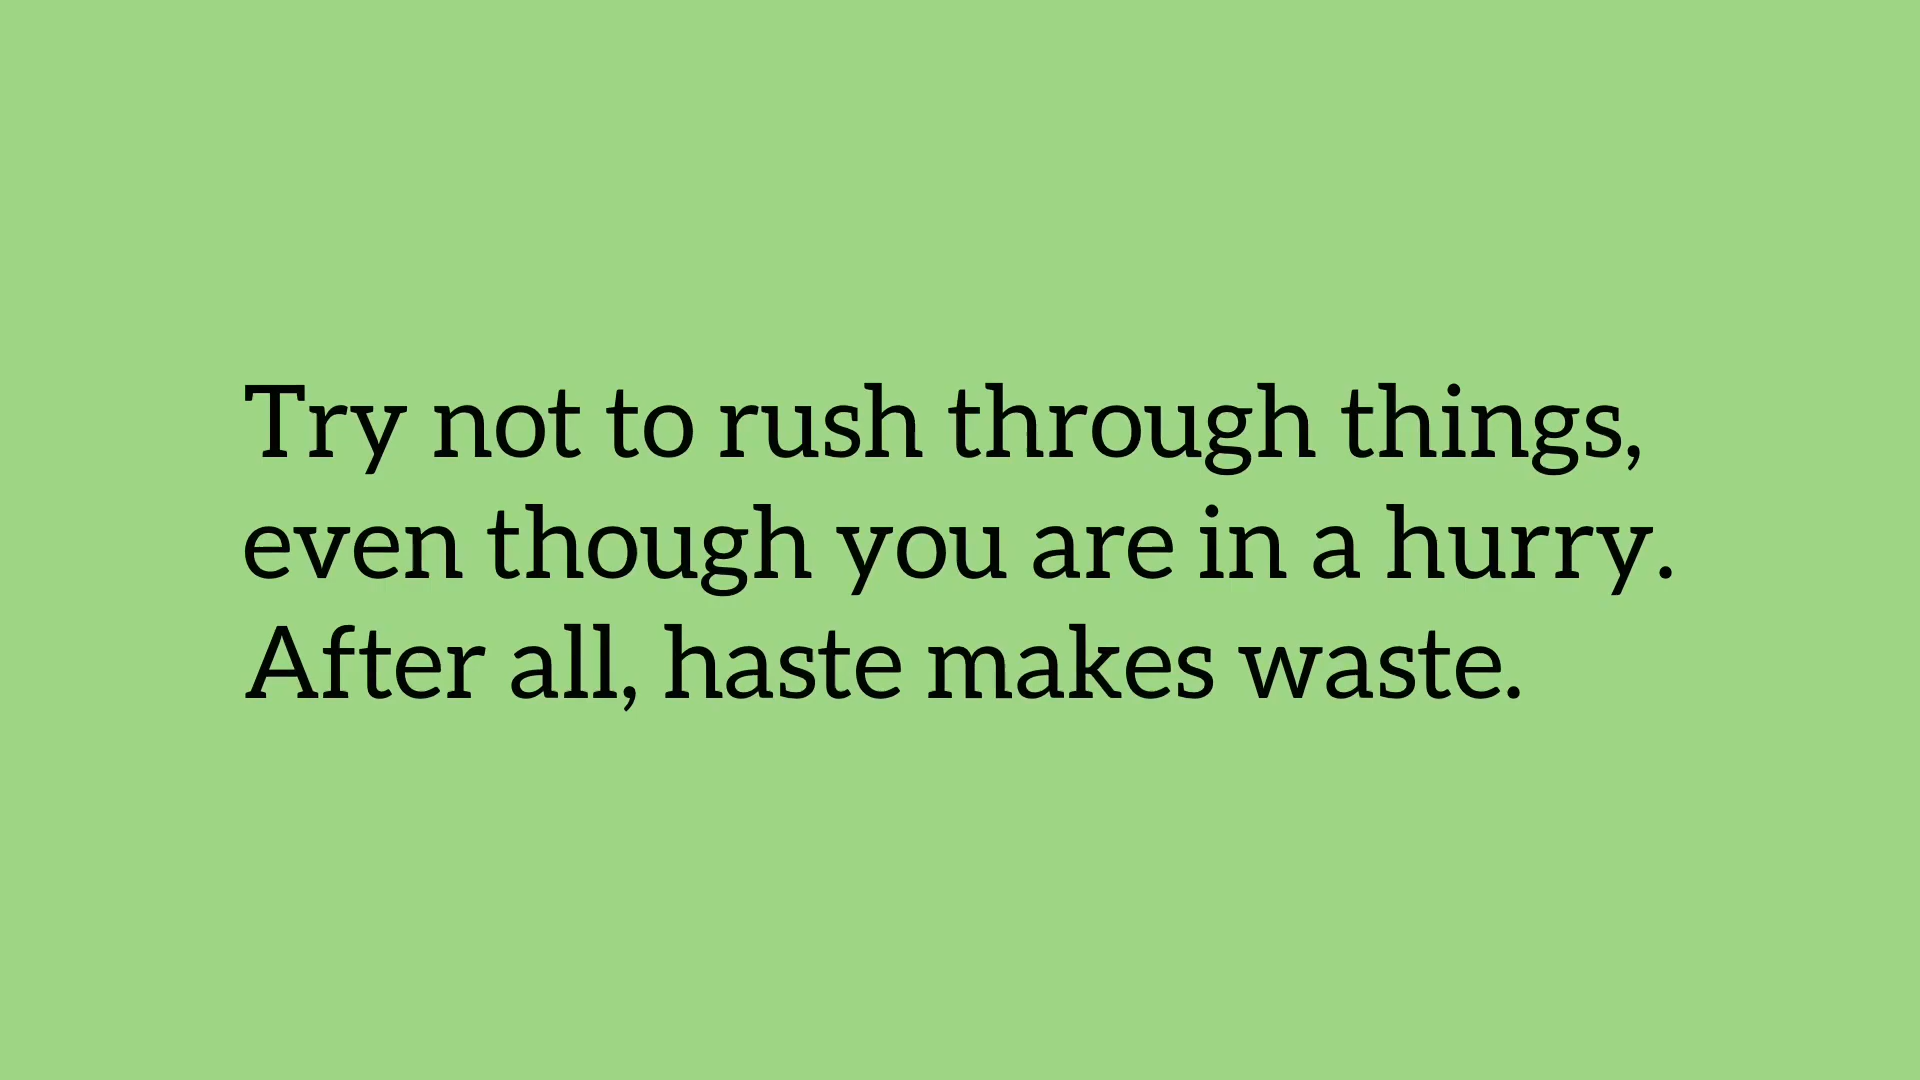 Try not to rush through things,
even though you are in a hurry.
After all, haste makes waste.